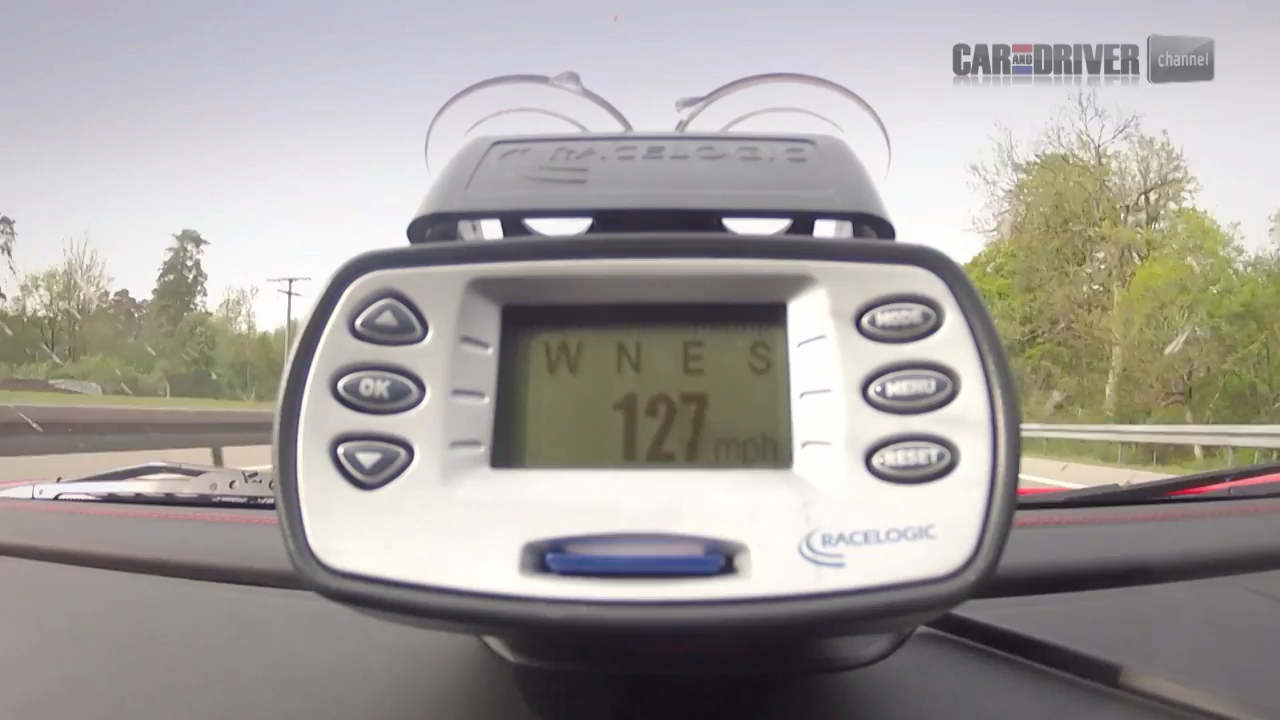 CAR AND DRIVER channel
RACELOGIC
W N E S
127 mph
OK
MODE
MENU
RESET
RACELOGIC